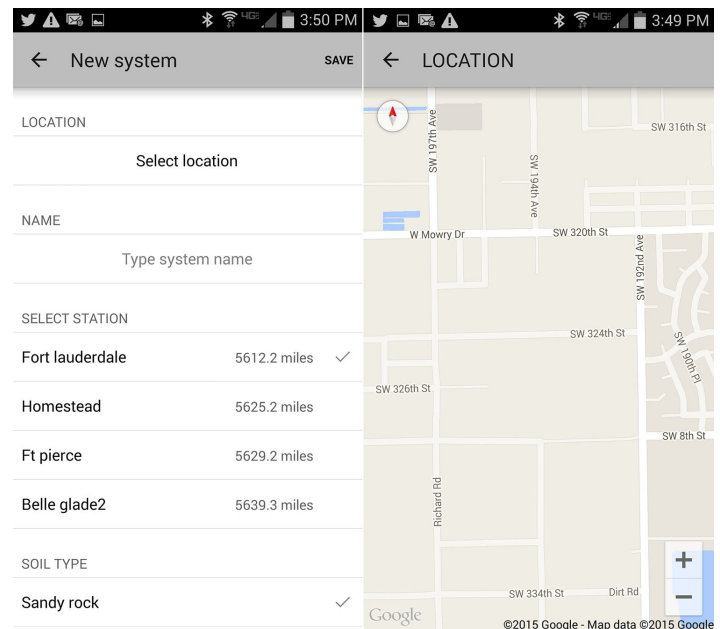 3:50 PM
New system
SAVE
LOCATION
Select location
NAME
Type system name
SELECT STATION
Fort lauderdale 5612.2 miles
Homestead 5625.2 miles
Ft pierce 5629.2 miles
Belle glade2 5639.3 miles
SOIL TYPE
Sandy rock
4G 3:49 PM
LOCATION
SW 316th St
SW 197th Ave
SW 194th Ave
W Mowry Dr
SW 320th St
SW 192nd Ave
SW 324th St
SW 190th Pl
SW 326th St
SW 8th St
Richard Rd
SW 334th St
Dirt Rd
Google
©2015 Google - Map data ©2015 Google